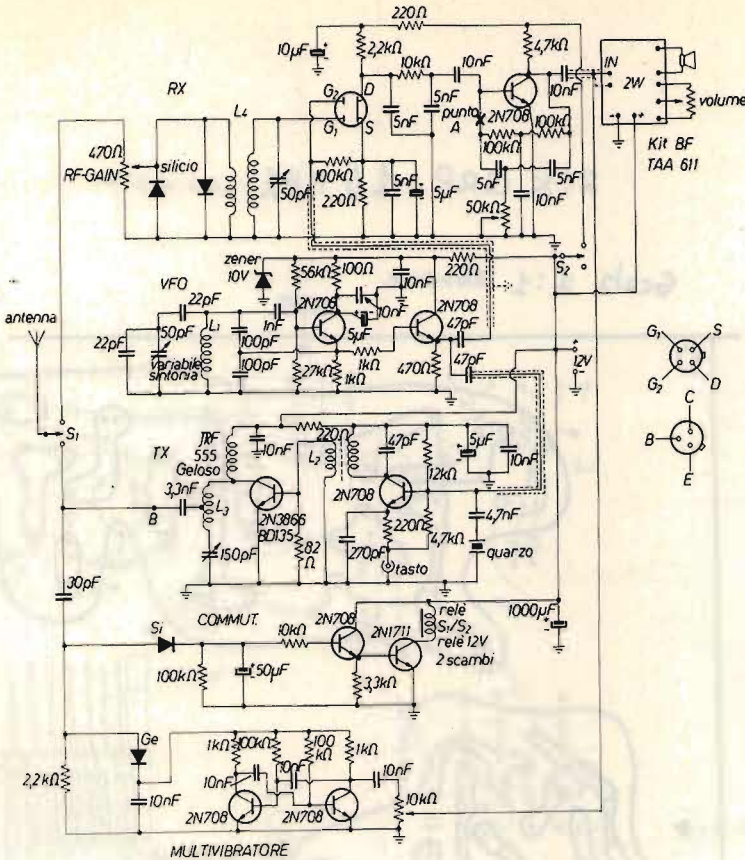 220Ω
10µF
2,2kΩ
4,7kΩ
10kΩ
10nF
10nF
IN
2W
volume
Kit BF
TAA 611
RX
L4
G2
D
G1
S
5nF
5nF
punto
A
2N708
100kΩ
100kΩ
470Ω
RF-GAIN
silicio
50pF
100kΩ
220Ω
5nF
5µF
5nF
10nF
5nF
50kΩ
S2
zener
10V
56kΩ
100Ω
10nF
220Ω
VFO
22pF
2N708
10nF
2N708
antenna
22pF
50pF
L1
1nF
5µF
47pF
100pF
100pF
variabile
sintonia
27kΩ
1kΩ
1kΩ
470Ω
47pF
12V
G1
S
G2
D
C
B
E
S1
TX
JRF
555
Geloso
10nF
220Ω
L2
47pF
12kΩ
5µF
10nF
3,3nF
L3
2N3866
BD135
2N708
B
150pF
82
Ω
270pF
220Ω
4,7kΩ
4,7nF
tasto
quarzo
30pF
COMMUT.
Si
10kΩ
2N708
2N1711
relè
S1/S2
relè 12V
2 scambi
1000µF
100kΩ
50µF
3,3kΩ
Ge
1kΩ
100kΩ
100
kΩ
1kΩ
2,2kΩ
10nF
10nF
10nF
10nF
10kΩ
2N708
2N708
MULTIVIBRATORE